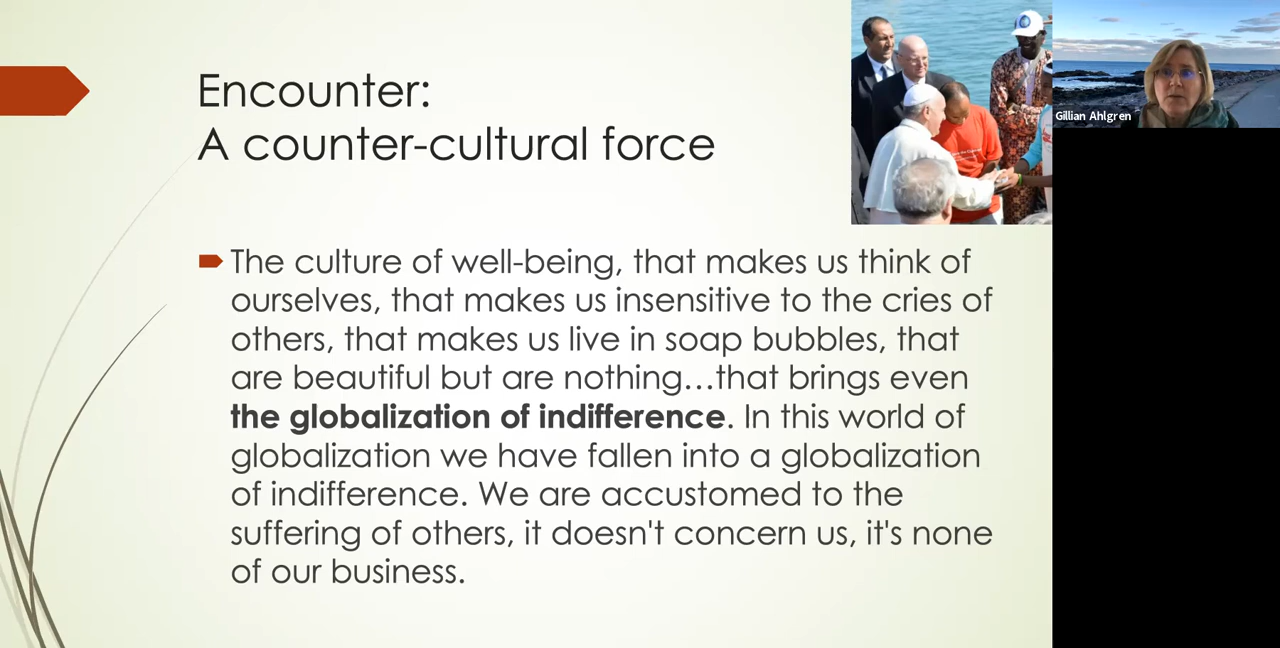 Encounter:
A counter-cultural force
Gillian Ahlgren
The culture of well-being, that makes us think of
ourselves, that makes us insensitive to the cries of
others, that makes us live in soap bubbles, that
are beautiful but are nothing…that brings even
the globalization of indifference. In this world of
globalization we have fallen into a globalization
of indifference. We are accustomed to the
suffering of others, it doesn't concern us, it's none
of our business.